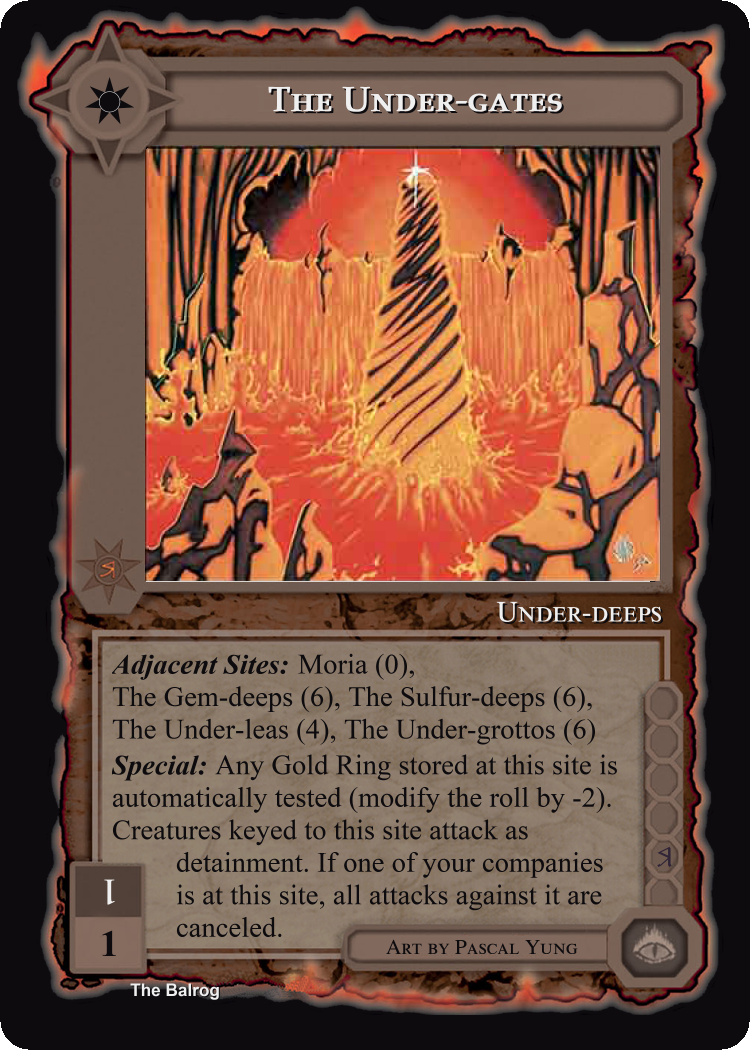 The Under-gates
Under-deeps
Adjacent Sites: Moria (0),
The Gem-deeps (6), The Sulfur-deeps (6),
The Under-leas (4), The Under-grottos (6)
Special: Any Gold Ring stored at this site is
automatically tested (modify the roll by -2).
Creatures keyed to this site attack as
detainment. If one of your companies
is at this site, all attacks against it are
canceled.
1
1
Art by Pascal Yung
The Balrog